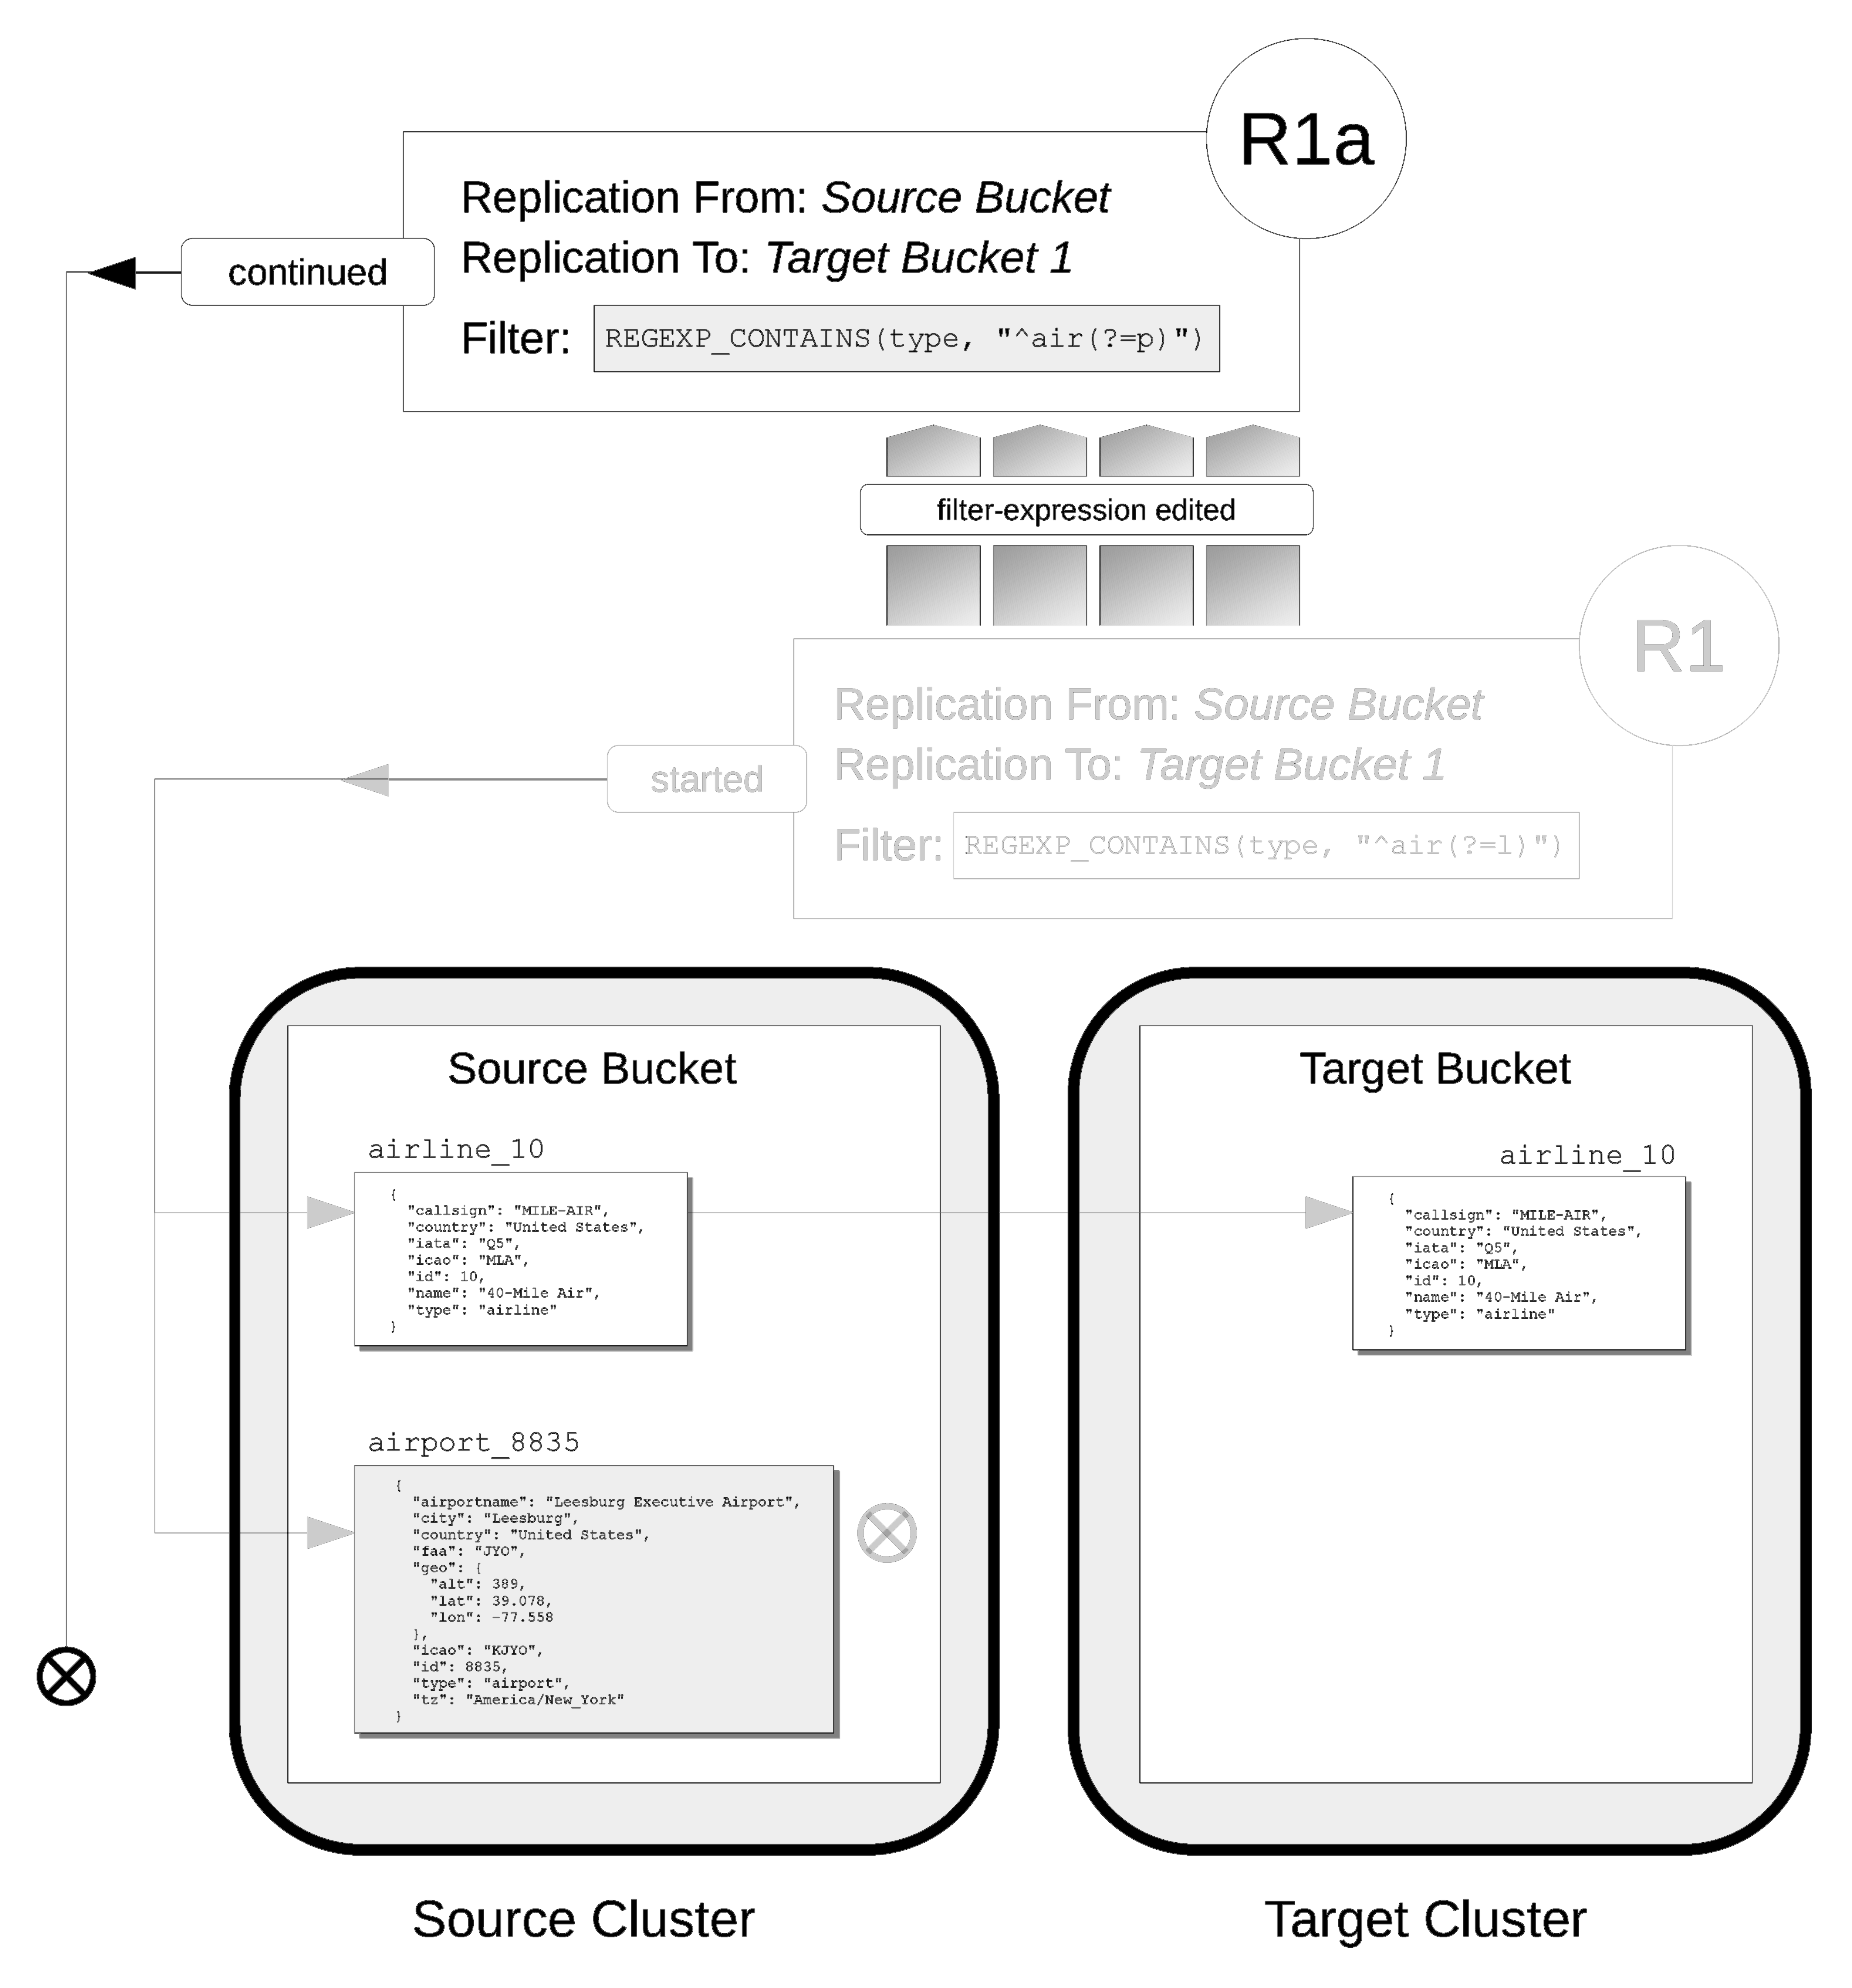 R1a
Replication From: Source Bucket
Replication To: Target Bucket 1
continued
Filter: REGEXP_CONTAINS(type, "^air(?=p)")
filter-expression edited
R1
Replication From: Source Bucket
Replication To: Target Bucket 1
started
Filter: REGEXP_CONTAINS(type, "^air(?=l)")
Source Bucket
airline_10
{
"callsign": "MILE-AIR",
"country": "United States",
"iata": "Q5",
"icao": "MLA",
"id": 10,
"name": "40-Mile Air",
"type": "airline"
}
airport_8835
{
"airportname": "Leesburg Executive Airport",
"city": "Leesburg",
"country": "United States",
"faa": "JYO",
"geo": {
"alt": 389,
"lat": 39.078,
"lon": -77.558
},
"icao": "KJYO",
"id": 8835,
"type": "airport",
"tz": "America/New_York"
}
Source Cluster
Target Bucket
airline_10
{
"callsign": "MILE-AIR",
"country": "United States",
"iata": "Q5",
"icao": "MLA",
"id": 10,
"name": "40-Mile Air",
"type": "airline"
}
Target Cluster